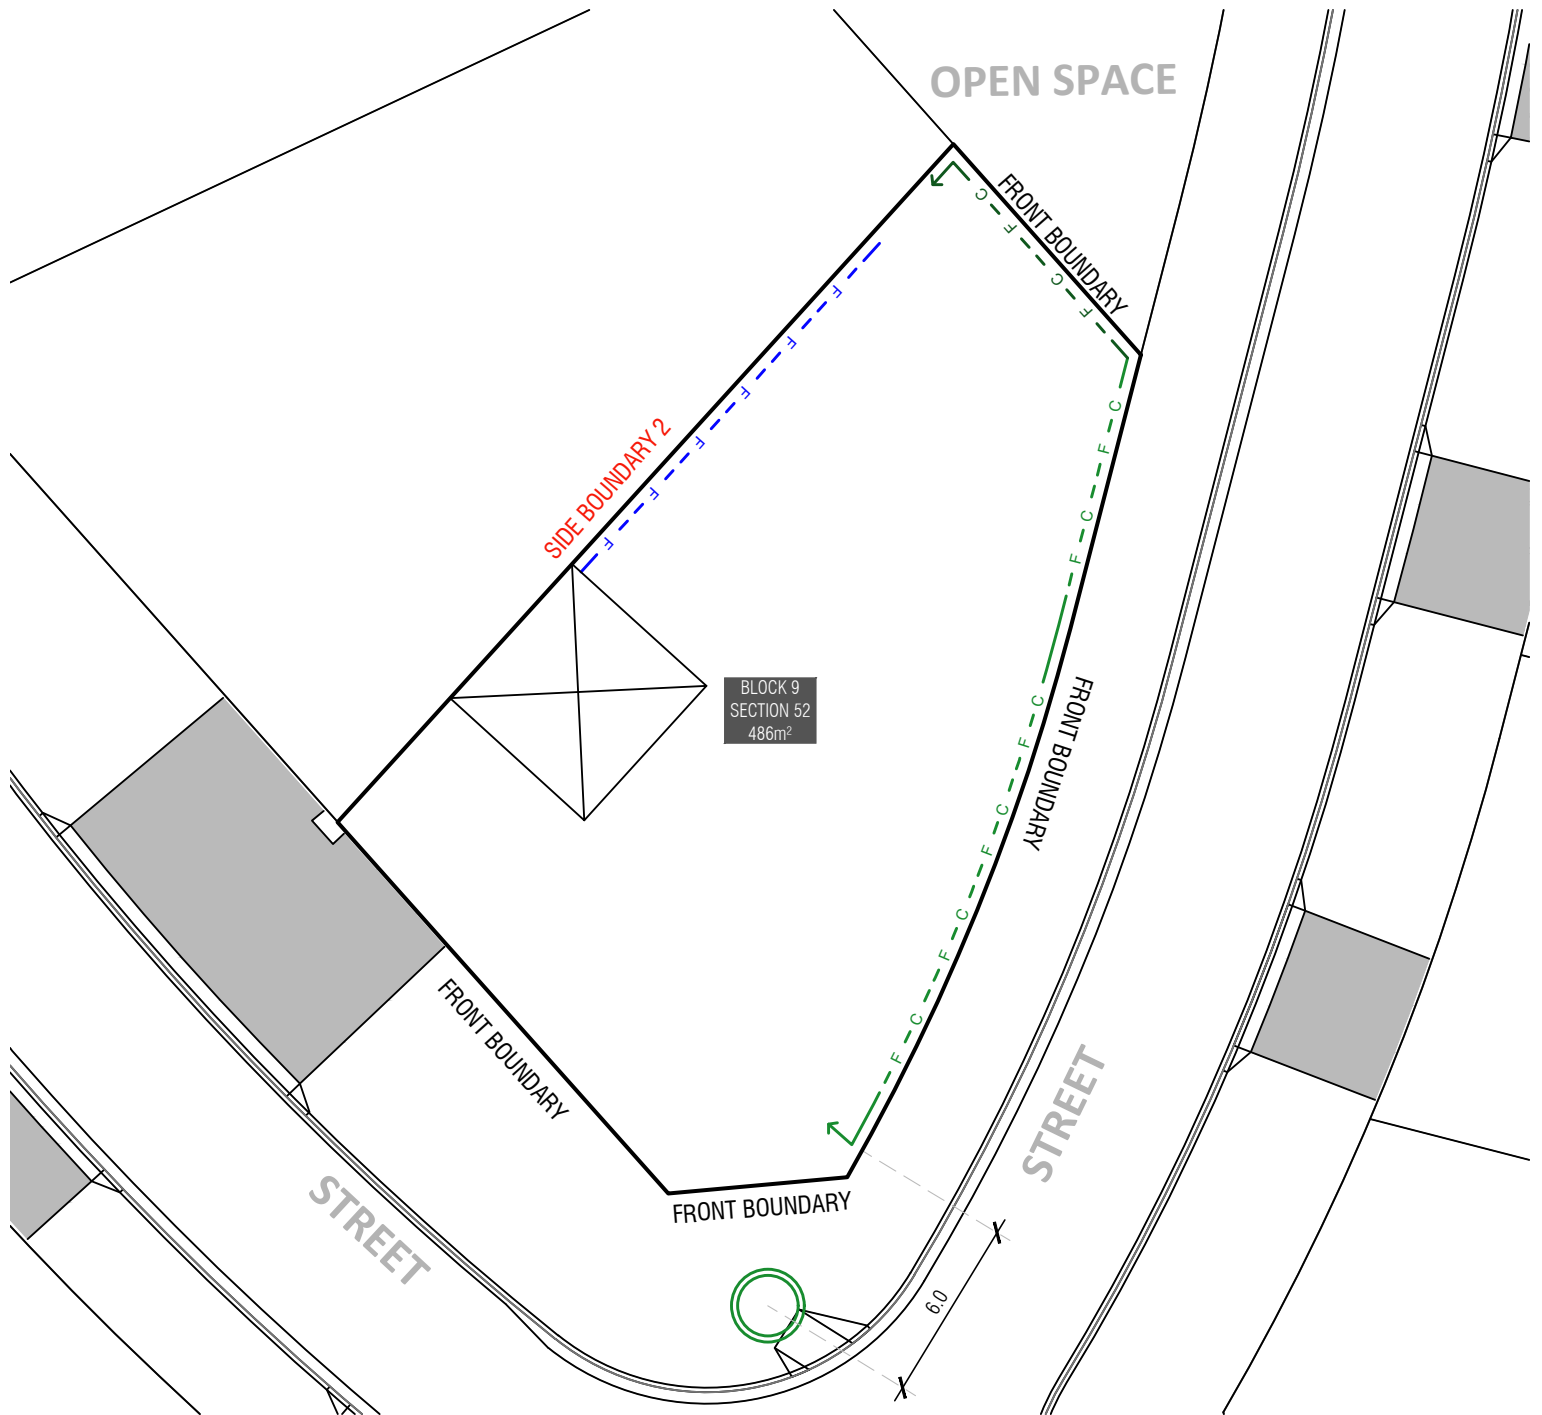 OPEN SPACE
FRONT BOUNDARY
C F C F
F F F F F F
SIDE BOUNDARY 2
C F C F C F C F C F C F
BLOCK 9
SECTION 52
486m²
FRONT BOUNDARY
FRONT BOUNDARY
STREET
STREET
FRONT BOUNDARY
6.0